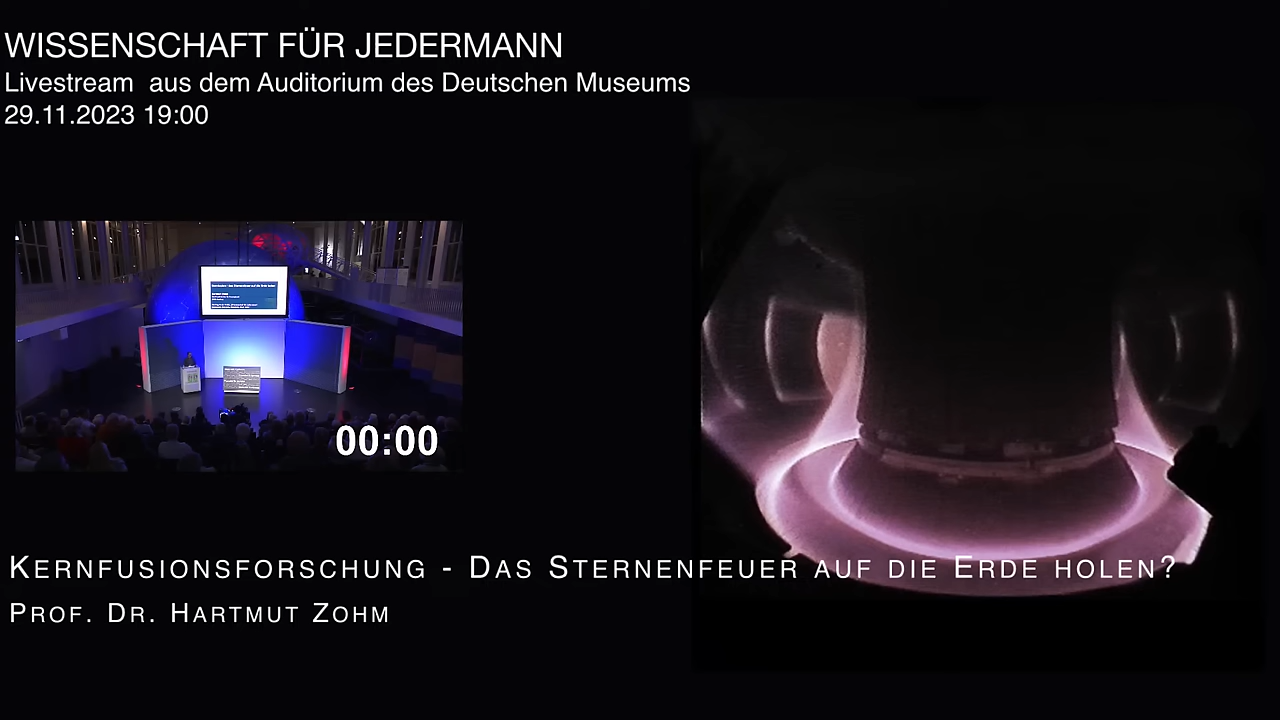 WISSENSCHAFT FÜR JEDERMANN
Livestream aus dem Auditorium des Deutschen Museums
29.11.2023 19:00
00:00
KERNFUSIONSFORSCHUNG - DAS STERNENFEUER AUF DIE ERDE HOLEN?
PROF. DR. HARTMUT ZOHM